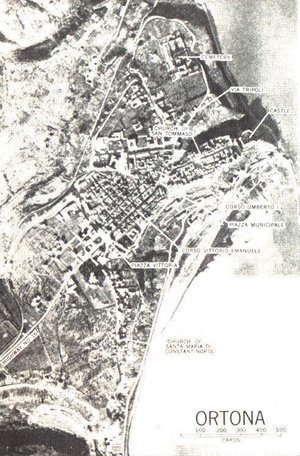 CEMETERY
VIA TRIPOLI
CASTLE
CHURCH OF
SAN TOMMASO
CORSO UMBERTO I
PIAZZA MUNICIPALE
CORSO VITTORIO EMANUELE
PIAZZA VITTORIA
CHURCH OF
SANTA MARIA DI
CONSTANTINOPOLI
ORTONA
100 200 300 400 500
YARDS